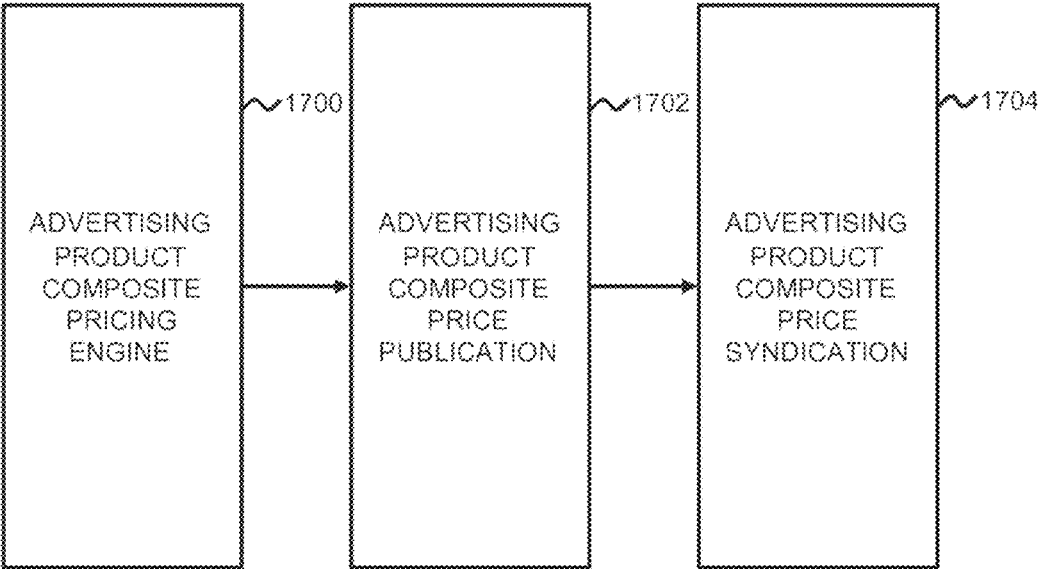 1700
ADVERTISING
PRODUCT
COMPOSITE
PRICING
ENGINE
1702
ADVERTISING
PRODUCT
COMPOSITE
PRICE
PUBLICATION
1704
ADVERTISING
PRODUCT
COMPOSITE
PRICE
SYNDICATION